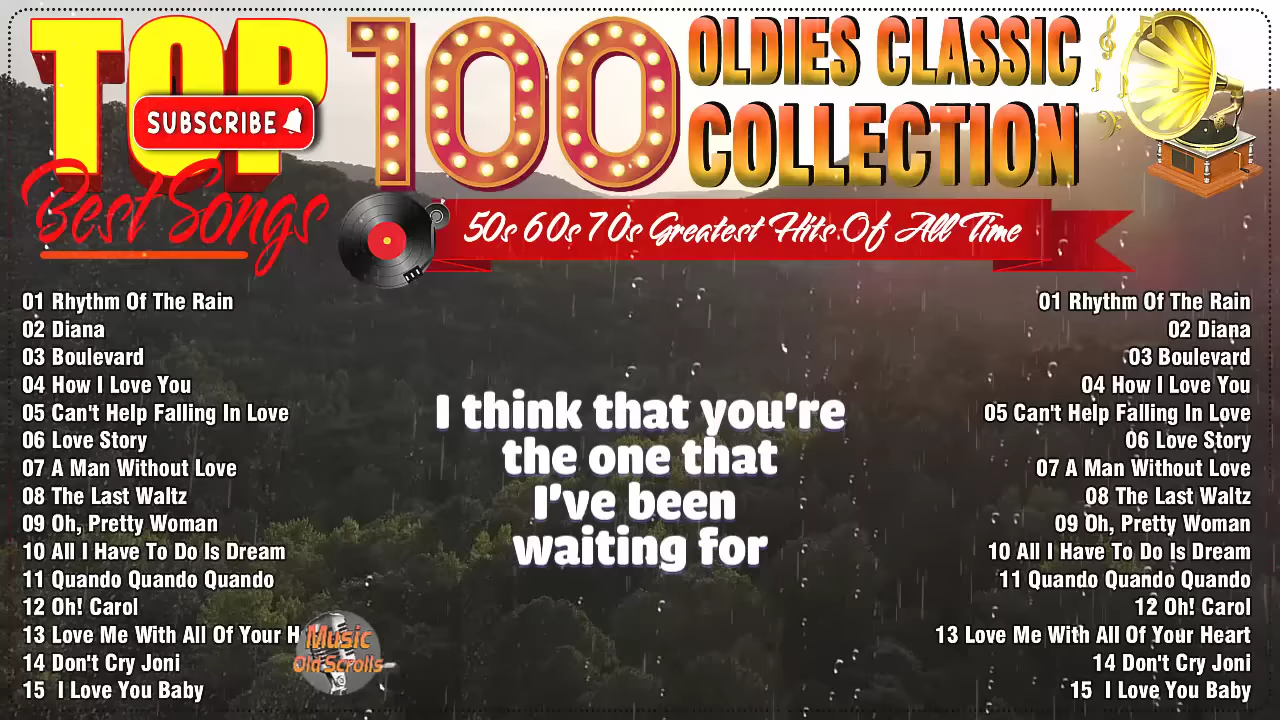 TOP 100
OLDIES CLASSIC
COLLECTION
SUBSCRIBE
Best Songs
50s 60s 70s Greatest Hits Of All Time
01 Rhythm Of The Rain
02 Diana
03 Boulevard
04 How I Love You
05 Can't Help Falling In Love
06 Love Story
07 A Man Without Love
08 The Last Waltz
09 Oh, Pretty Woman
10 All I Have To Do Is Dream
11 Quando Quando Quando
12 Oh! Carol
13 Love Me With All Of Your H
14 Don't Cry Joni
15 I Love You Baby
I think that you're
the one that
I've been
waiting for
Music
Old Scrolls
01 Rhythm Of The Rain
02 Diana
03 Boulevard
04 How I Love You
05 Can't Help Falling In Love
06 Love Story
07 A Man Without Love
08 The Last Waltz
09 Oh, Pretty Woman
10 All I Have To Do Is Dream
11 Quando Quando Quando
12 Oh! Carol
13 Love Me With All Of Your Heart
14 Don't Cry Joni
15 I Love You Baby